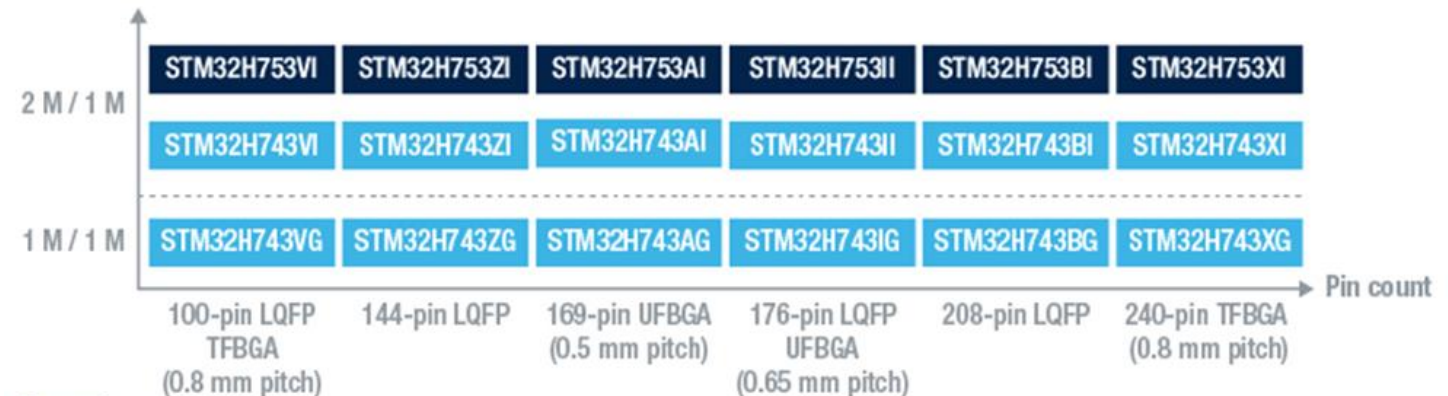 STM32H753VI STM32H753ZI STM32H753AI STM32H753II STM32H753BI STM32H753XI
2 M / 1 M
STM32H743VI STM32H743ZI STM32H743AI STM32H743II STM32H743BI STM32H743XI
1 M / 1 M STM32H743VG STM32H743ZG STM32H743AG STM32H743IG STM32H743BG STM32H743XG
Pin count
100-pin LQFP 144-pin LQFP 169-pin UFBGA 176-pin LQFP 208-pin LQFP 240-pin TFBGA
TFBGA (0.5 mm pitch) UFBGA (0.8 mm pitch)
(0.8 mm pitch) (0.65 mm pitch)